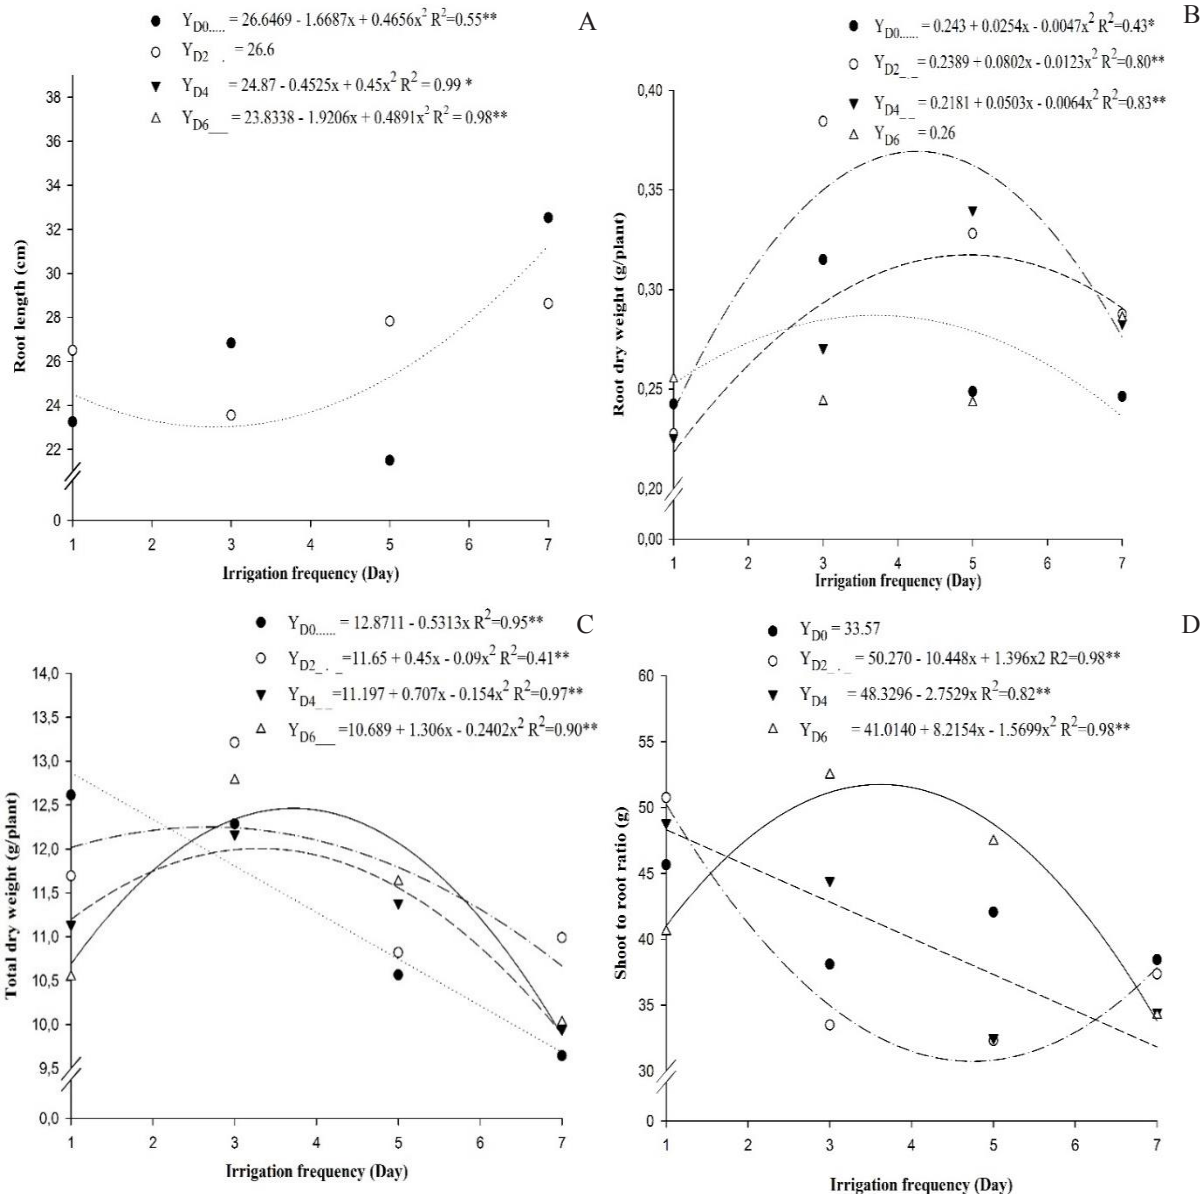 A
Y_D0..... = 26.6469 - 1.6687x + 0.4656x² R²=0.55**
Y_D2 . = 26.6
Y_D4 = 24.87 - 0.4525x + 0.45x² R² = 0.99 *
Y_D6___ = 23.8338 - 1.9206x + 0.4891x² R² = 0.98**
38
36
34
32
30
28
26
24
22
0
Root length (cm)
1 2 3 4 5 6 7
Irrigation frequency (Day)
B
Y_D0...... = 0.243 + 0.0254x - 0.0047x² R²=0.43*
Y_D2_._ = 0.2389 + 0.0802x - 0.0123x² R²=0.80**
Y_D4_ _ = 0.2181 + 0.0503x - 0.0064x² R²=0.83**
Y_D6___ = 0.26
0,40
0,35
0,30
0,25
0,20
0,00
Root dry weight (g/plant)
1 2 3 4 5 6 7
Irrigation frequency (Day)
C
Y_D0...... = 12.8711 - 0.5313x R²=0.95**
Y_D2_._._ =11.65 + 0.45x - 0.09x² R²=0.41**
Y_D4_ _ =11.197 + 0.707x - 0.154x² R²=0.97**
Y_D6___ =10.689 + 1.306x - 0.2402x² R²=0.90**
14,0
13,5
13,0
12,5
12,0
11,5
11,0
10,5
10,0
9,5
0,0
Total dry weight (g/plant)
1 2 3 4 5 6 7
Irrigation frequency (Day)
D
Y_D0 = 33.57
Y_D2_._._ = 50.270 - 10.448x + 1.396x2 R2=0.98**
Y_D4 = 48.3296 - 2.7529x R²=0.82**
Y_D6 = 41.0140 + 8.2154x - 1.5699x² R²=0.98**
60
55
50
45
40
35
30
0
Shoot to root ratio (g)
1 2 3 4 5 6 7
Irrigation frequency (Day)